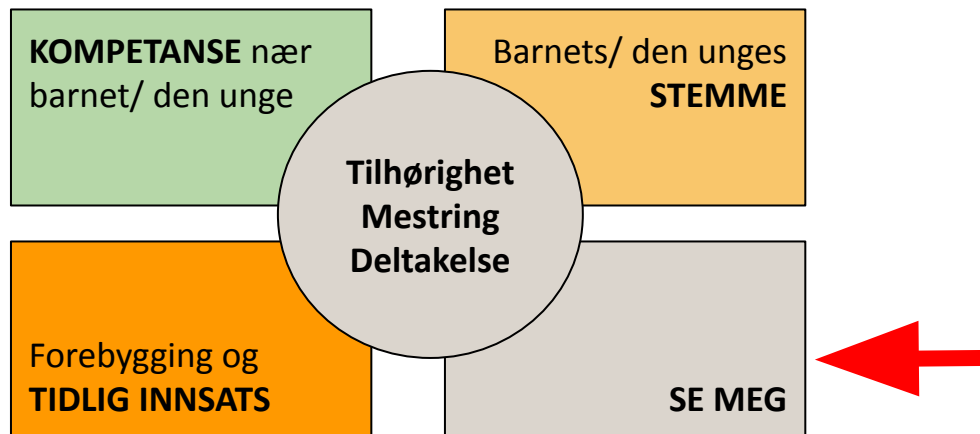 KOMPETANSE nær
barnet/ den unge
Barnets/ den unges
STEMME
Tilhørighet
Mestring
Deltakelse
Forebygging og
TIDLIG INNSATS
SE MEG